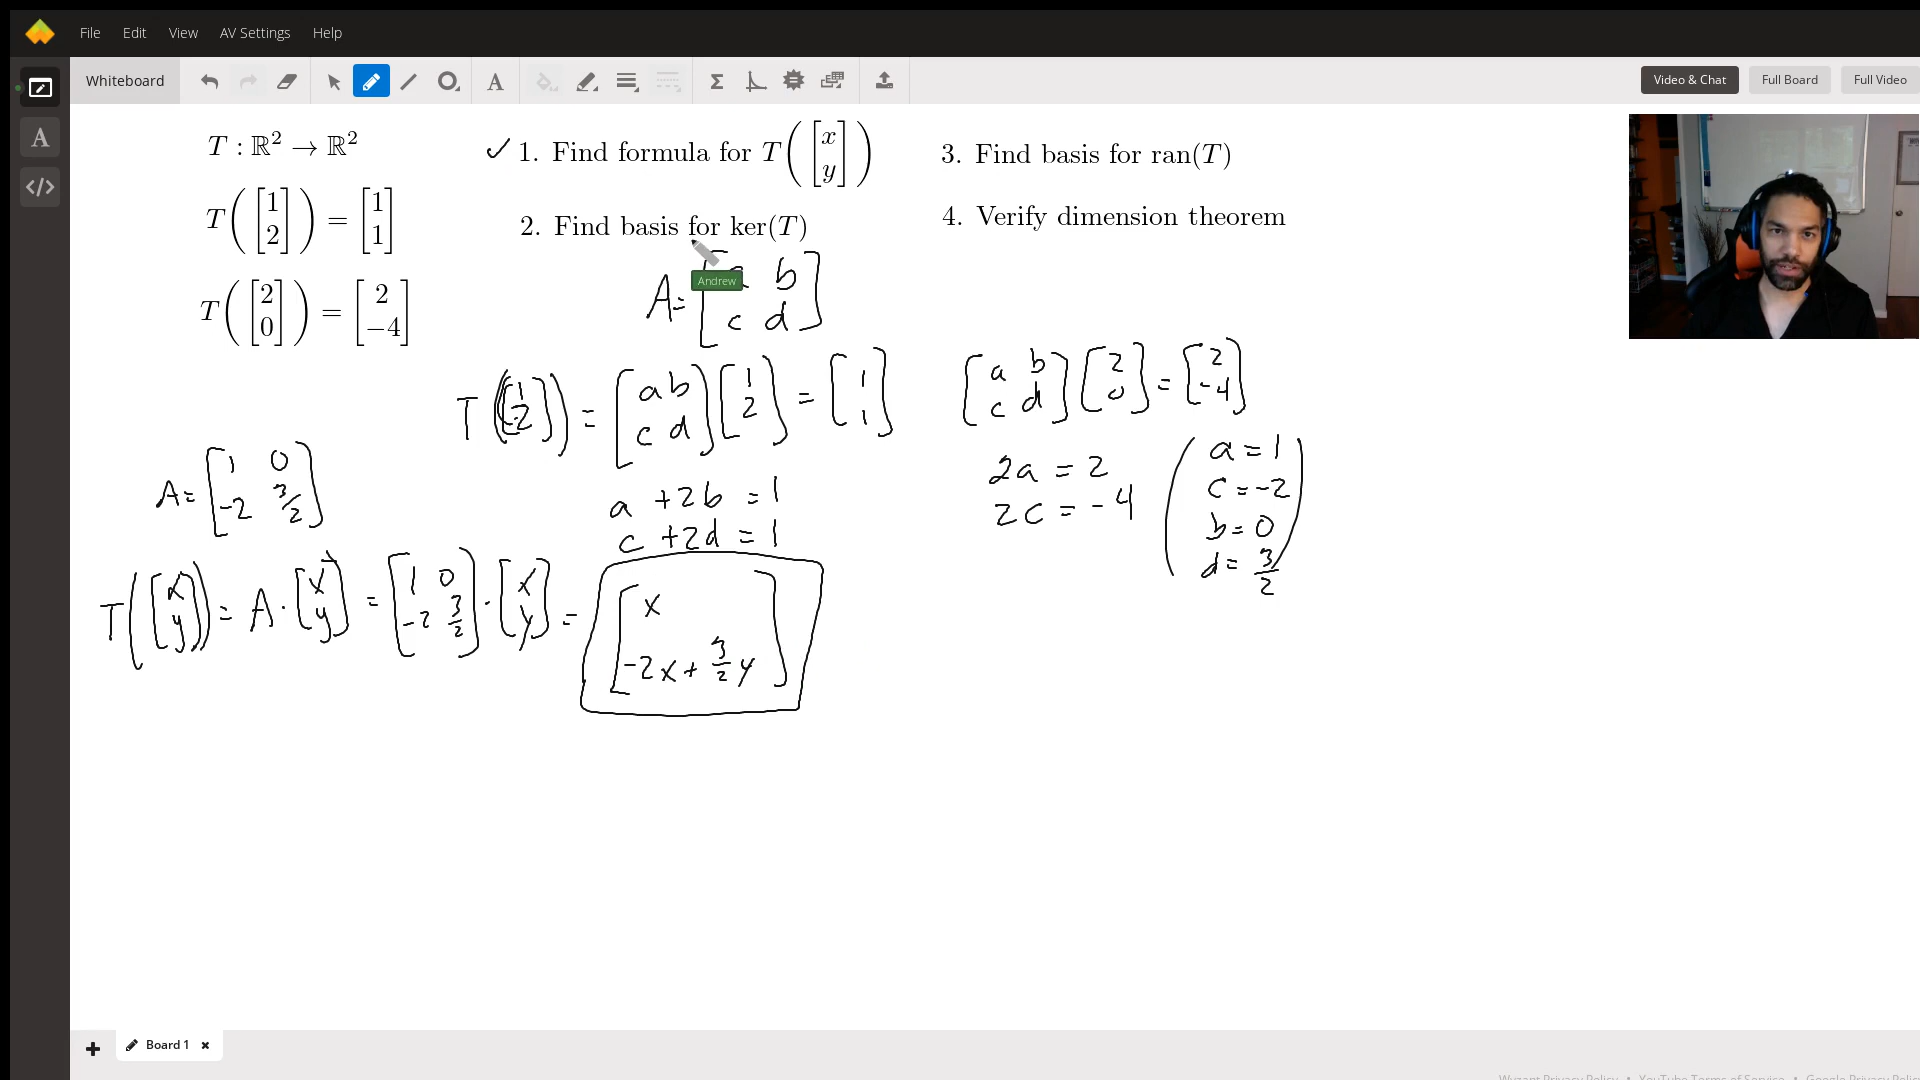 File Edit View AV Settings Help
Whiteboard
Video & Chat Full Board Full Video
T : ℝ² → ℝ²
T([1 2]) = [1 1]
T([2 0]) = [2 −4]
✓ 1. Find formula for T([x y])
2. Find basis for ker(T)
3. Find basis for ran(T)
4. Verify dimension theorem
Andrew
A = [a b
c d]
T([1 2]) = [a b c d][1 2] = [1 1]
a + 2b = 1
c + 2d = 1
[a b c d][2 0] = [2 -4]
2a = 2
2c = -4
a = 1
c = -2
b = 0
d = 3/2
A = [1 0
-2 3/2]
T([x y]) = A · [x y] = [1 0 -2 3/2] · [x y] = [x
-2x + 3/2 y]
Board 1